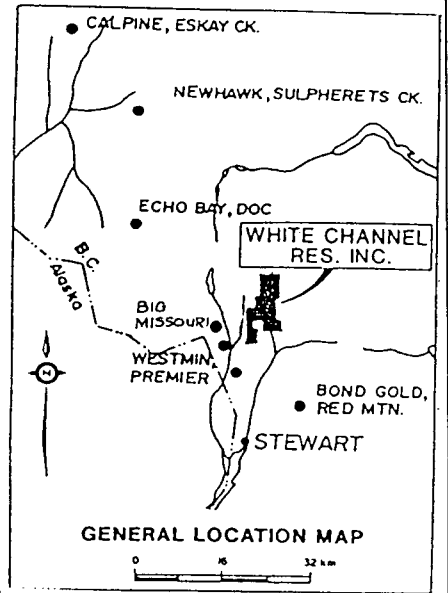 CALPINE, ESKAY CK.
NEWHAWK, SULPHERETS CK.
ECHO BAY, DOC
WHITE CHANNEL
RES. INC.
B.C.
Alaska
BIG
MISSOURI
WESTMIN,
PREMIER
N
BOND GOLD,
RED MTN.
STEWART
GENERAL LOCATION MAP
0 16 32 km